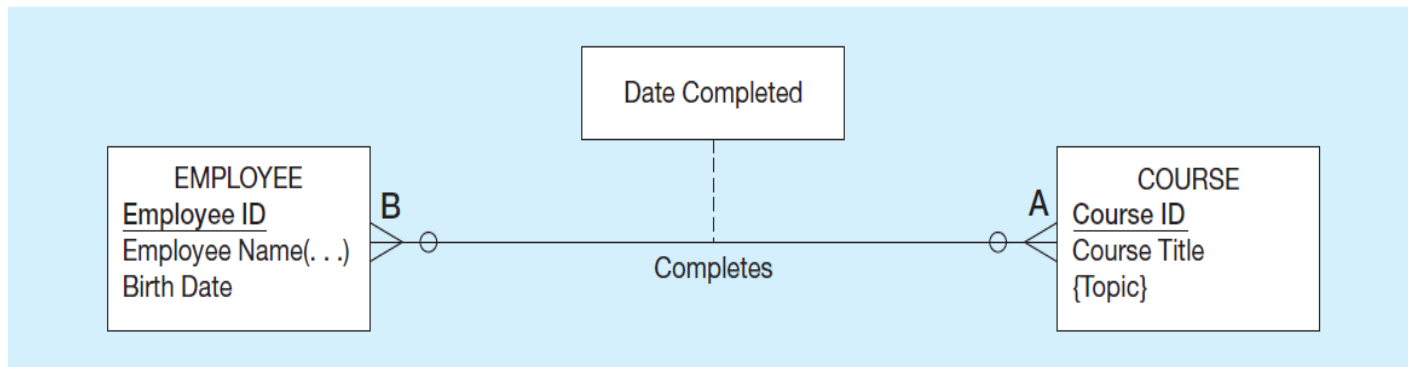 Date Completed
EMPLOYEE
Employee ID
Employee Name(. . .)
Birth Date
B
Completes
A
COURSE
Course ID
Course Title
{Topic}